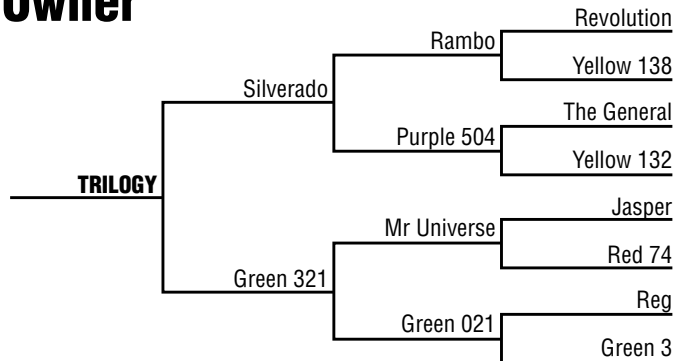 Owner
Revolution
Rambo
Yellow 138
Silverado
The General
Purple 504
Yellow 132
TRILOGY
Jasper
Mr Universe
Red 74
Green 321
Reg
Green 021
Green 3